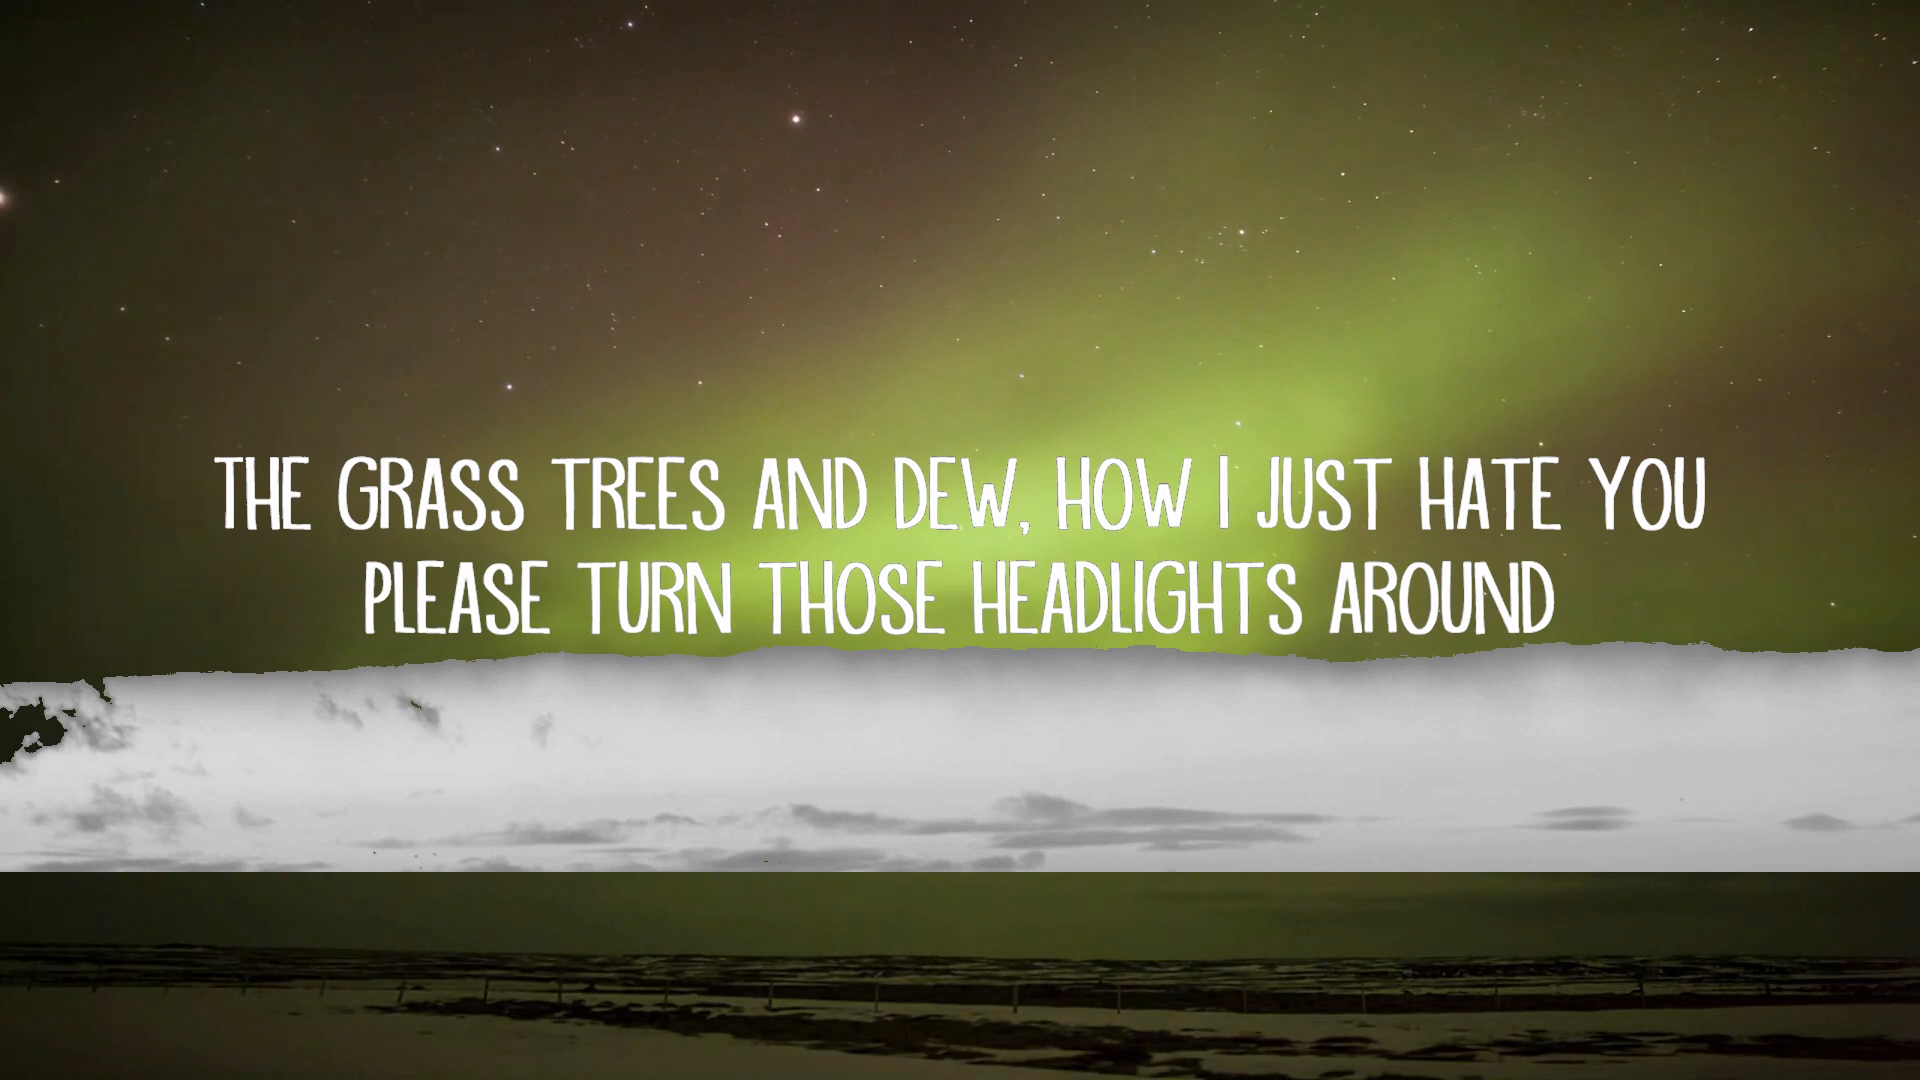 THE GRASS TREES AND DEW, HOW I JUST HATE YOU
PLEASE TURN THOSE HEADLIGHTS AROUND